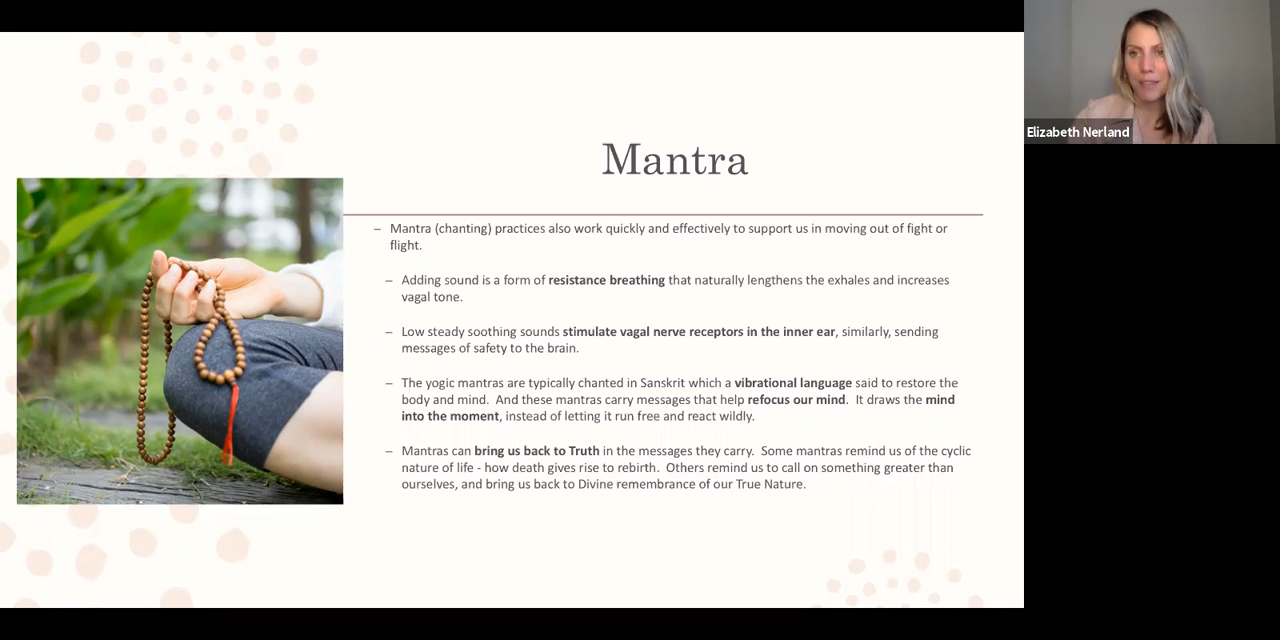 Mantra
– Mantra (chanting) practices also work quickly and effectively to support us in moving out of fight or
flight.
– Adding sound is a form of resistance breathing that naturally lengthens the exhales and increases
vagal tone.
– Low steady soothing sounds stimulate vagal nerve receptors in the inner ear, similarly, sending
messages of safety to the brain.
– The yogic mantras are typically chanted in Sanskrit which a vibrational language said to restore the
body and mind.  And these mantras carry messages that help refocus our mind.  It draws the mind
into the moment, instead of letting it run free and react wildly.
– Mantras can bring us back to Truth in the messages they carry.  Some mantras remind us of the cyclic
nature of life - how death gives rise to rebirth.  Others remind us to call on something greater than
ourselves, and bring us back to Divine remembrance of our True Nature.
Elizabeth Nerland